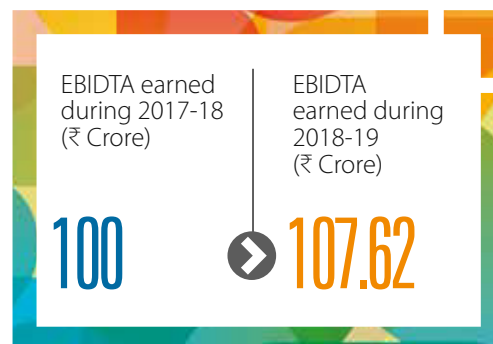 EBIDTA earned
during 2017-18
(₹ Crore)
100
EBIDTA
earned during
2018-19
(₹ Crore)
107.62